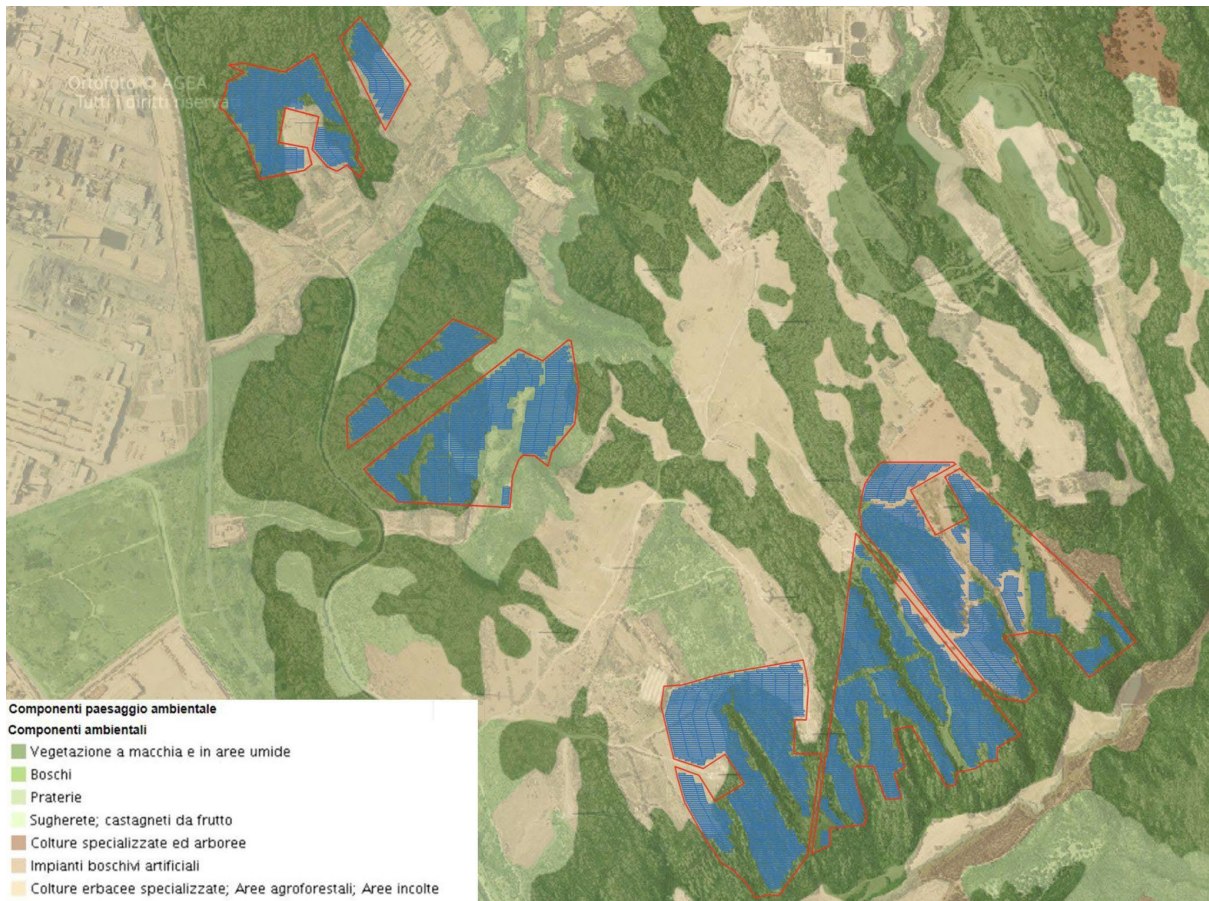 Ortofoto © AGEA
Tutti i diritti riservat
Componenti paesaggio ambientale
Componenti ambientali
Vegetazione a macchia e in aree umide
Boschi
Praterie
Sugherete; castagneti da frutto
Colture specializzate ed arboree
Impianti boschivi artificiali
Colture erbacee specializzate; Aree agroforestali; Aree incolte